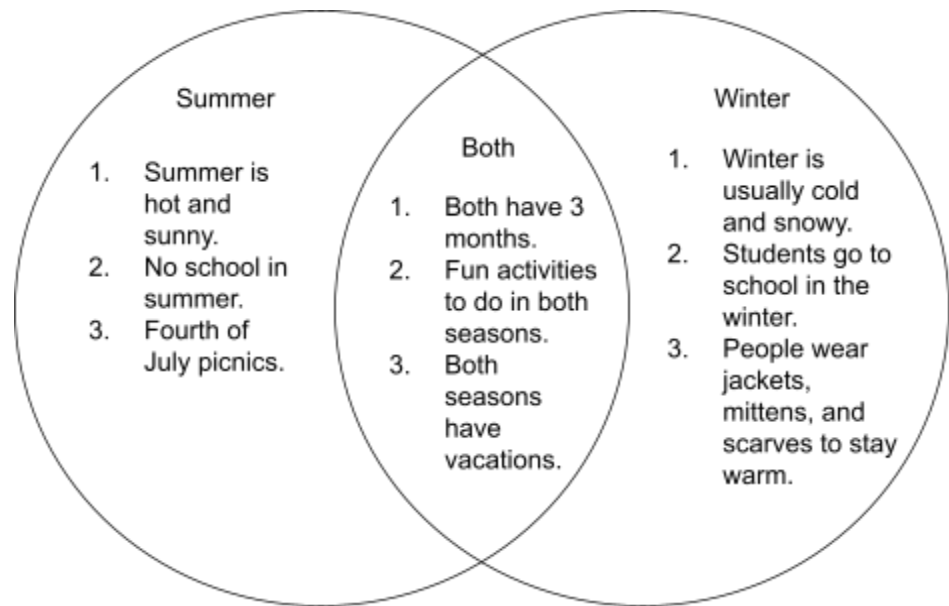 Summer
1. Summer is
hot and
sunny.
2. No school in
summer.
3. Fourth of
July picnics.
Both
1. Both have 3
months.
2. Fun activities
to do in both
seasons.
3. Both
seasons
have
vacations.
Winter
1. Winter is
usually cold
and snowy.
2. Students go to
school in the
winter.
3. People wear
jackets,
mittens, and
scarves to stay
warm.